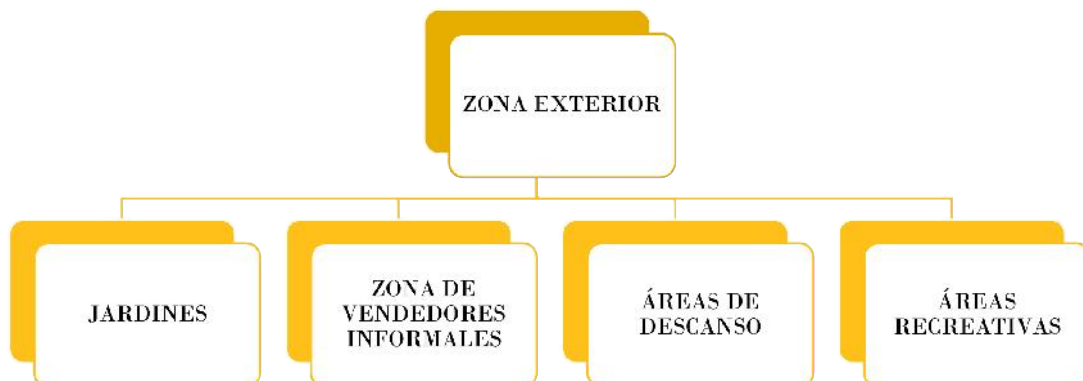 ZONA EXTERIOR
JARDINES
ZONA DE
VENDEDORES
INFORMALES
ÁREAS DE
DESCANSO
ÁREAS
RECREATIVAS